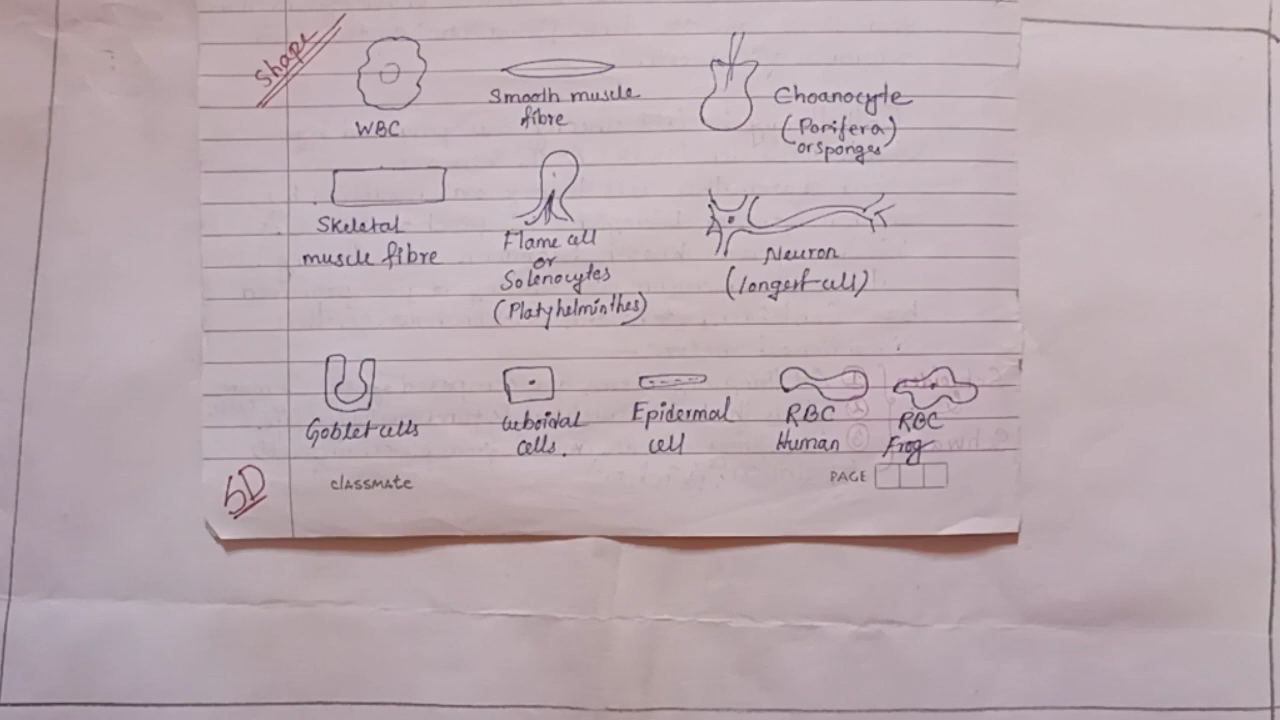 Shape
WBC
Smooth muscle
fibre
Choanocyte
(Porifera)
or sponges
Skeletal
muscle fibre
Flame cell
or
Solenocytes
(Platyhelminthes)
Neuron
(longest cell)
Goblet cells
Cuboidal
cells.
Epidermal
cell
RBC
Human
RBC
Frog
SD
classmate
PAGE